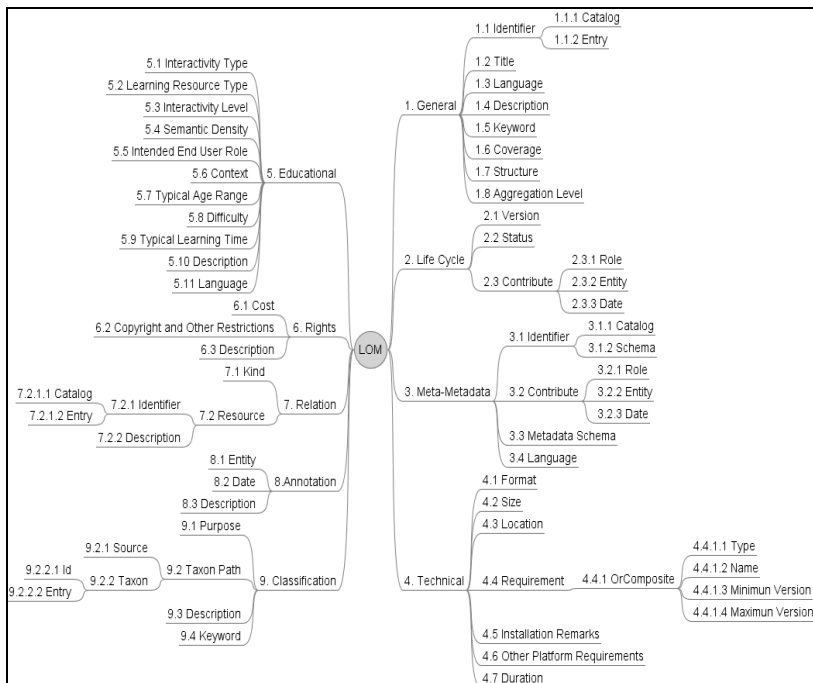 LOM
1. General
1.1 Identifier
1.1.1 Catalog
1.1.2 Entry
1.2 Title
1.3 Language
1.4 Description
1.5 Keyword
1.6 Coverage
1.7 Structure
1.8 Aggregation Level
2. Life Cycle
2.1 Version
2.2 Status
2.3 Contribute
2.3.1 Role
2.3.2 Entity
2.3.3 Date
3. Meta-Metadata
3.1 Identifier
3.1.1 Catalog
3.1.2 Schema
3.2 Contribute
3.2.1 Role
3.2.2 Entity
3.2.3 Date
3.3 Metadata Schema
3.4 Language
4. Technical
4.1 Format
4.2 Size
4.3 Location
4.4 Requirement
4.4.1 OrComposite
4.4.1.1 Type
4.4.1.2 Name
4.4.1.3 Minimun Version
4.4.1.4 Maximun Version
4.5 Installation Remarks
4.6 Other Platform Requirements
4.7 Duration
5. Educational
5.1 Interactivity Type
5.2 Learning Resource Type
5.3 Interactivity Level
5.4 Semantic Density
5.5 Intended End User Role
5.6 Context
5.7 Typical Age Range
5.8 Difficulty
5.9 Typical Learning Time
5.10 Description
5.11 Language
6. Rights
6.1 Cost
6.2 Copyright and Other Restrictions
6.3 Description
7. Relation
7.1 Kind
7.2 Resource
7.2.1 Identifier
7.2.1.1 Catalog
7.2.1.2 Entry
7.2.2 Description
8.Annotation
8.1 Entity
8.2 Date
8.3 Description
9. Classification
9.1 Purpose
9.2 Taxon Path
9.2.1 Source
9.2.2 Taxon
9.2.2.1 Id
9.2.2.2 Entry
9.3 Description
9.4 Keyword